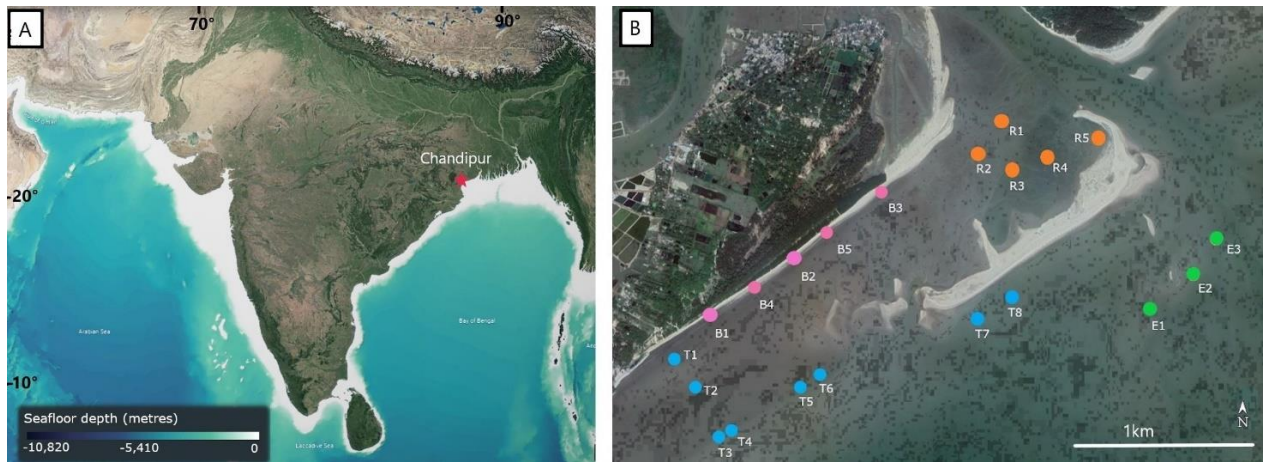 A
70°
90°
Chandipur
20°
Arabian Sea
Bay of Bengal
10°
Laccadive Sea
Seafloor depth (metres)
-10,820
-5,410
0
B
R1
R5
R2
R4
R3
B3
B5
E3
B2
E2
B4
T8
E1
B1
T7
T1
T6
T2
T5
T4
T3
N
1km